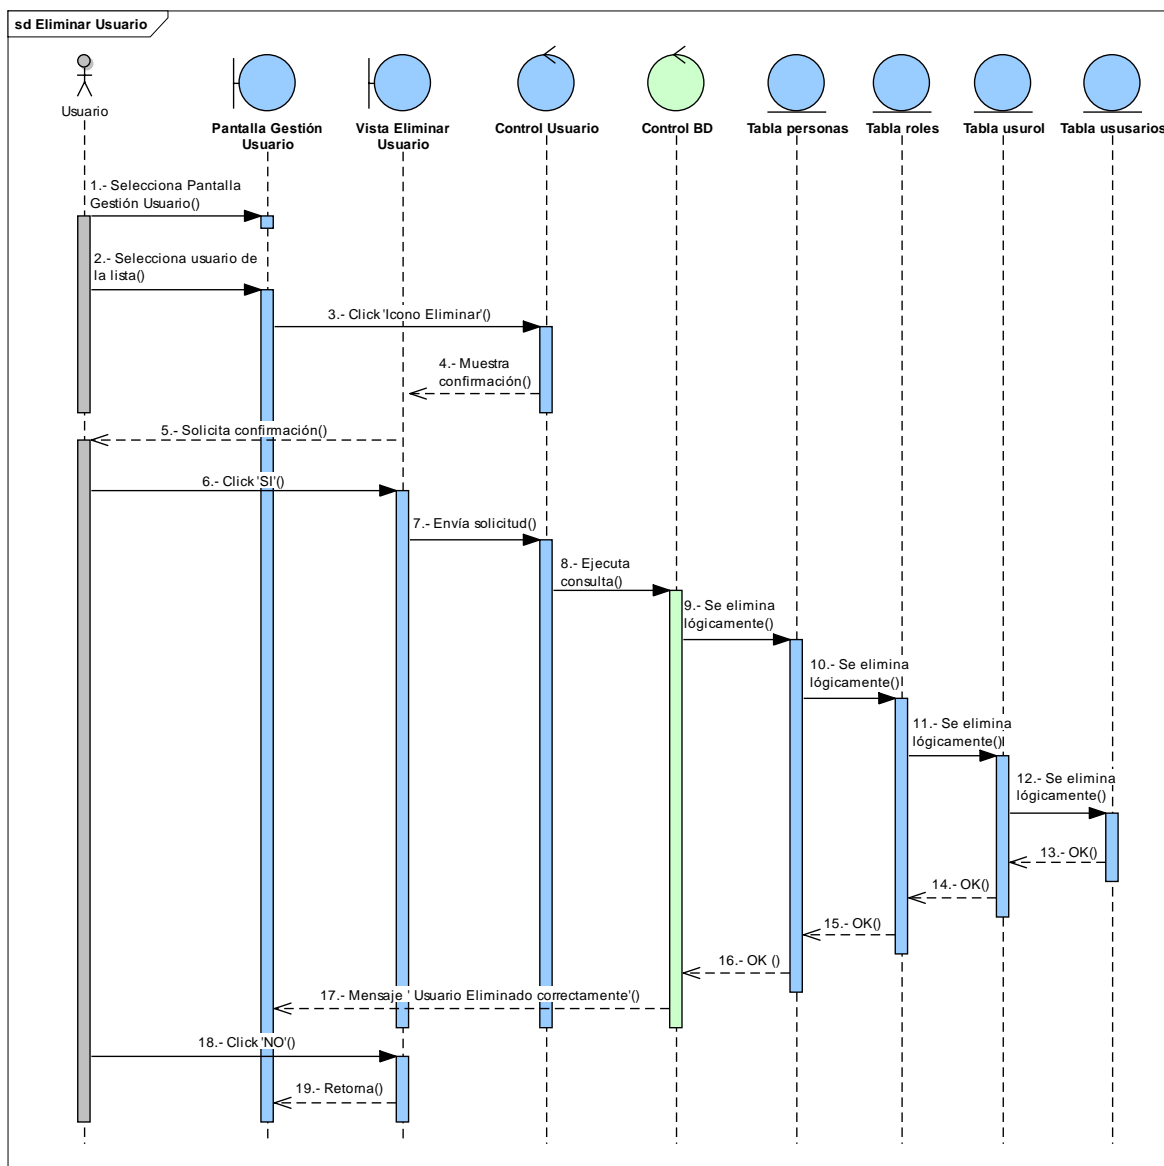 sd Eliminar Usuario
Usuario
Pantalla Gestión
Usuario
Vista Eliminar
Usuario
Control Usuario
Control BD
Tabla personas
Tabla roles
Tabla usurol
Tabla ususarios
1.- Selecciona Pantalla
Gestión Usuario()
2.- Selecciona usuario de
la lista()
3.- Click 'Icono Eliminar'()
4.- Muestra
confirmación()
5.- Solicita confirmación()
6.- Click 'SI'()
7.- Envía solicitud()
8.- Ejecuta
consulta()
9.- Se elimina
lógicamente()
10.- Se elimina
lógicamente()
11.- Se elimina
lógicamente()
12.- Se elimina
lógicamente()
13.- OK()
14.- OK()
15.- OK()
16.- OK ()
17.- Mensaje ' Usuario Eliminado correctamente'()
18.- Click 'NO'()
19.- Retorna()